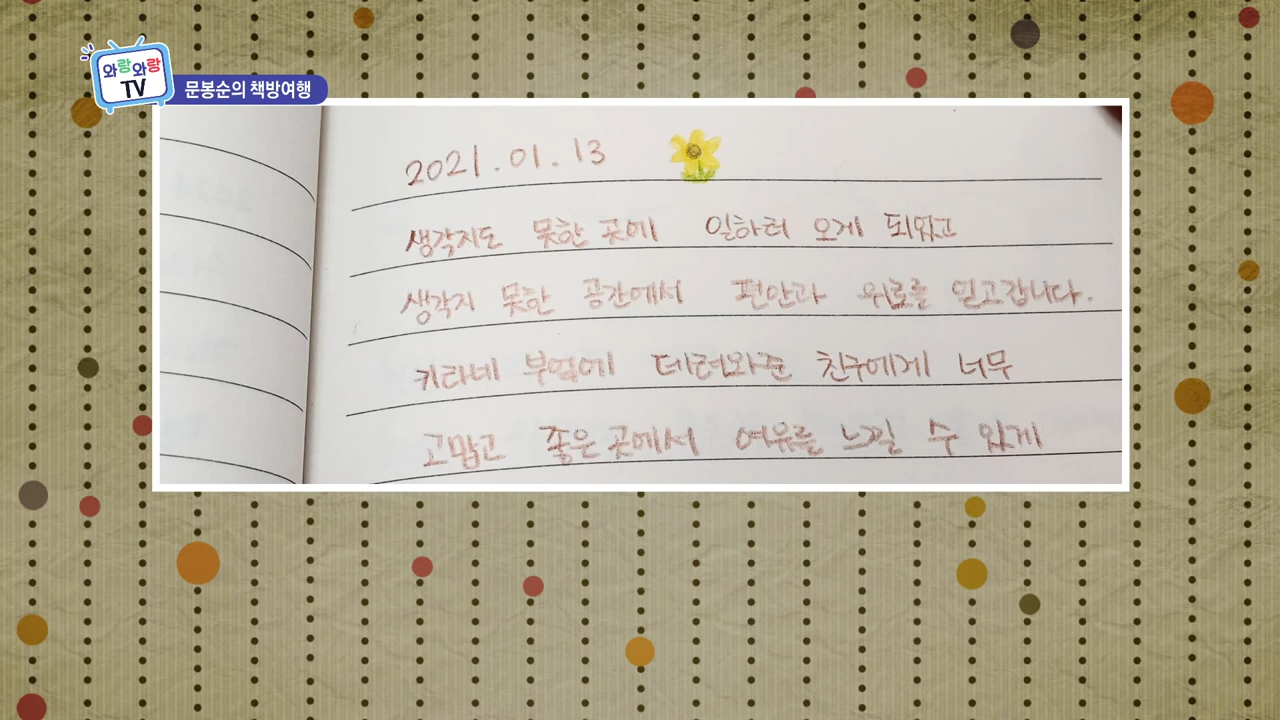 와랑와랑
TV
문봉순의 책방여행
2021.01.13
생각지도 못한 곳에 일하러 오게 되었고
생각지 못한 공간에서 편안과 위로를 얻고갑니다.
키라네 부엌에 데려와준 친구에게 너무
고맙고 좋은 곳에서 여유를 느낄 수 있게